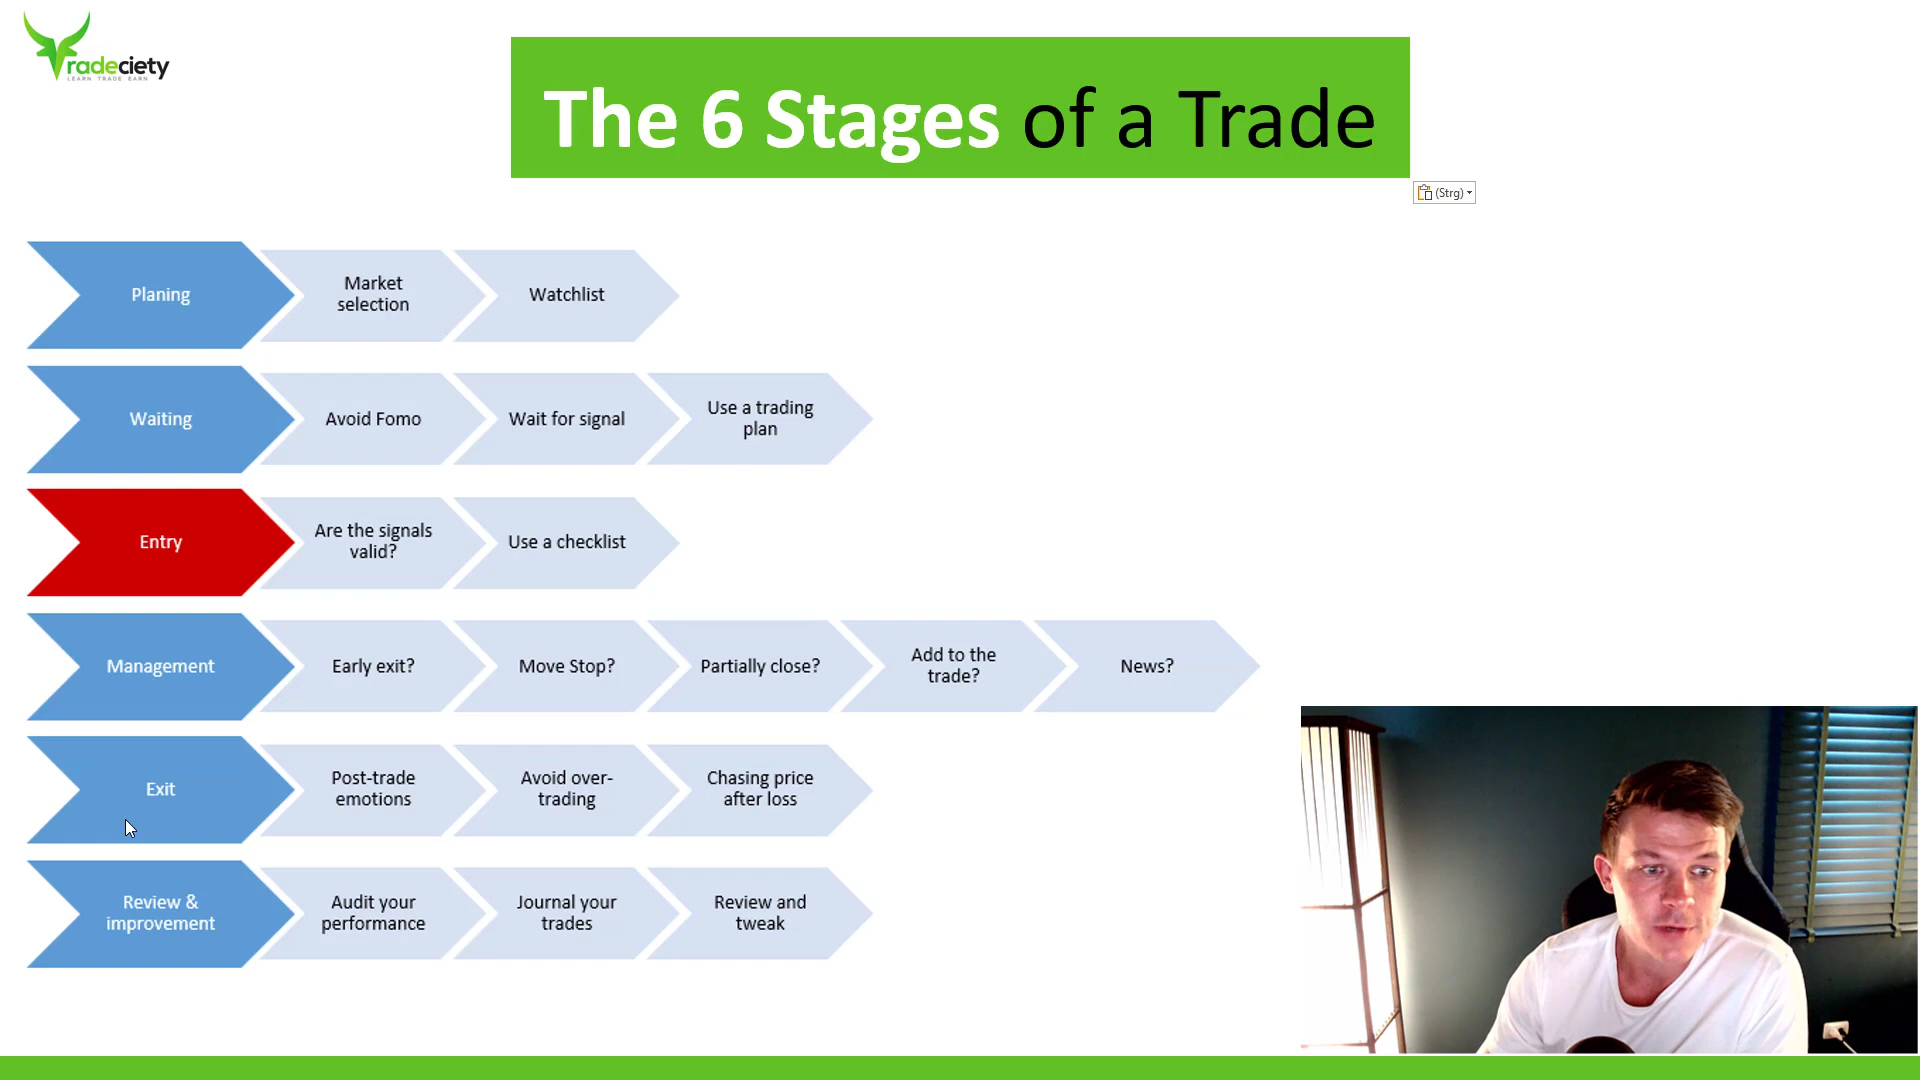 radeciety
LEARN TRADE EARN
The 6 Stages of a Trade
(Strg)
Planing
Market
selection
Watchlist
Waiting
Avoid Fomo
Wait for signal
Use a trading
plan
Entry
Are the signals
valid?
Use a checklist
Management
Early exit?
Move Stop?
Partially close?
Add to the
trade?
News?
Exit
Post-trade
emotions
Avoid over-
trading
Chasing price
after loss
Review &
improvement
Audit your
performance
Journal your
trades
Review and
tweak